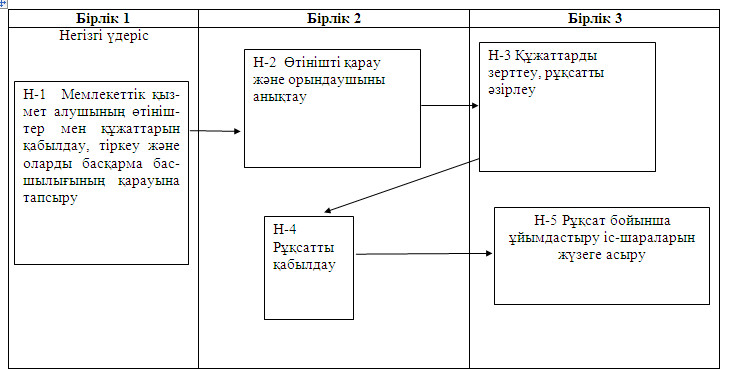 Бірлік 1
Бірлік 2
Бірлік 3
Негізгі үдеріс
Н-1 Мемлекеттік қыз-
мет алушының өтініш-
тер мен құжаттарын
қабылдау, тіркеу және
оларды басқарма бас-
шылығының қарауына
тапсыру
Н-2 Өтінішті қарау
және орындаушыны
анықтау
Н-3 Құжаттарды
зерттеу, рұқсатты
әзірлеу
Н-4
Рұқсатты
қабылдау
Н-5 Рұқсат бойынша
ұйымдастыру іс-шараларын
жүзеге асыру